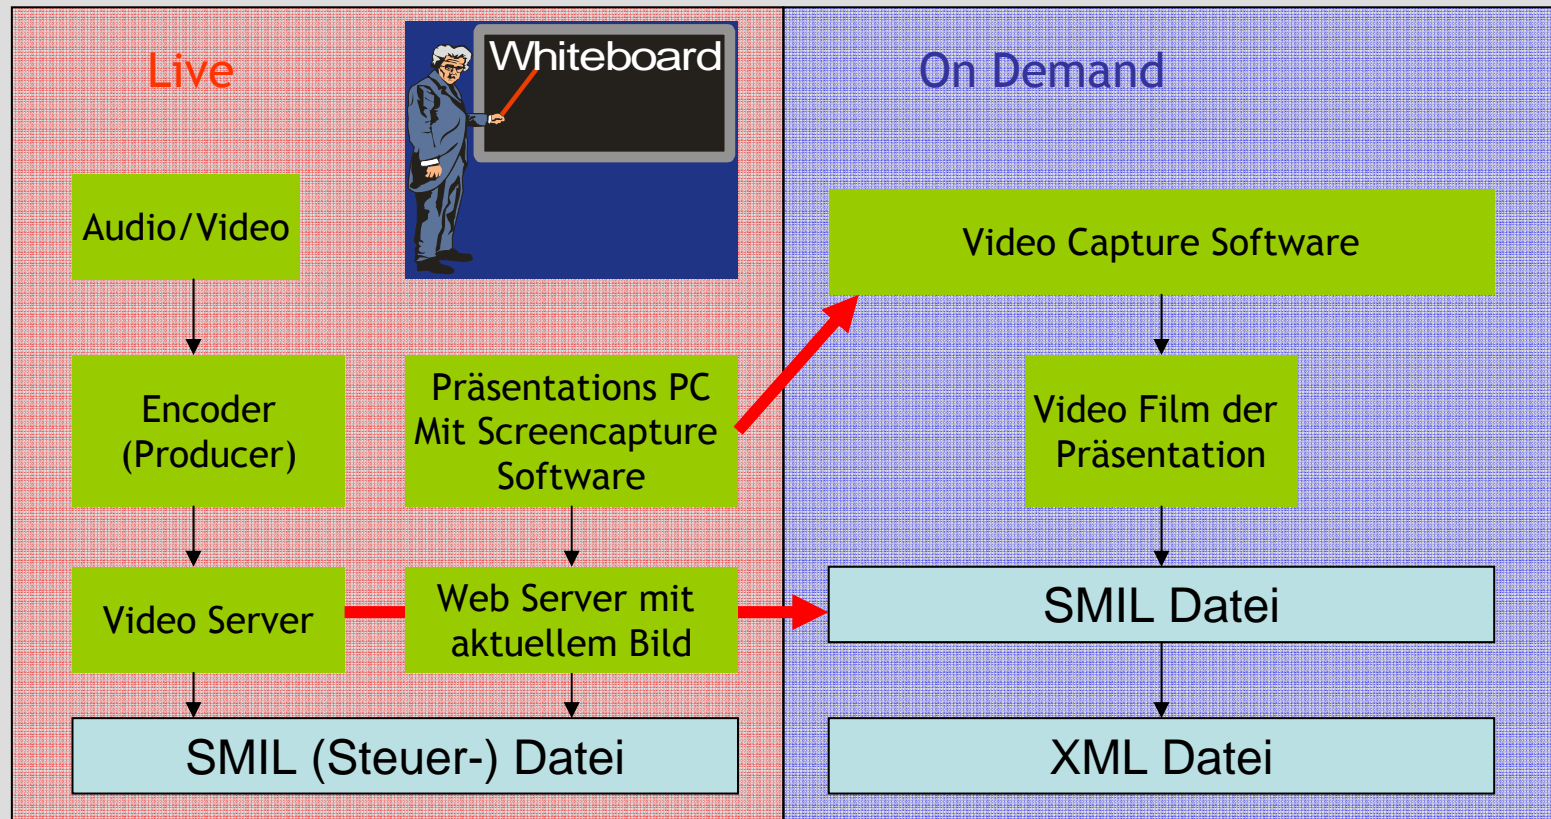 Live
Whiteboard
On Demand
Audio/Video
Video Capture Software
Encoder
(Producer)
Präsentations PC
Mit Screencapture
Software
Video Film der
Präsentation
Video Server
Web Server mit
aktuellem Bild
SMIL Datei
SMIL (Steuer-) Datei
XML Datei